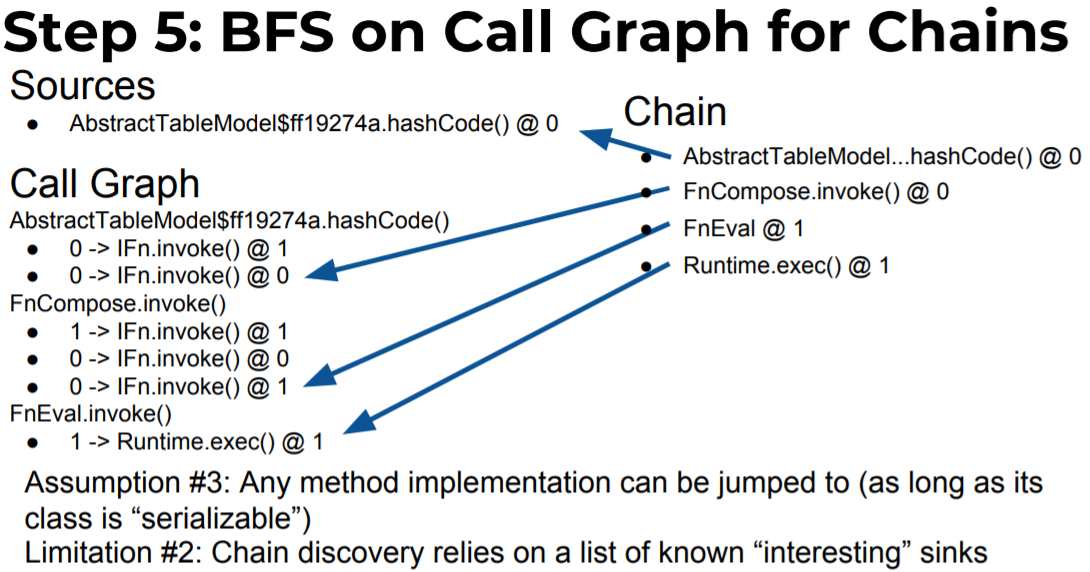 Step 5: BFS on Call Graph for Chains
Sources
● AbstractTableModel$ff19274a.hashCode() @ 0
Call Graph
AbstractTableModel$ff19274a.hashCode()
● 0 -> IFn.invoke() @ 1
● 0 -> IFn.invoke() @ 0
FnCompose.invoke()
● 1 -> IFn.invoke() @ 1
● 0 -> IFn.invoke() @ 0
● 0 -> IFn.invoke() @ 1
FnEval.invoke()
● 1 -> Runtime.exec() @ 1
Chain
● AbstractTableModel...hashCode() @ 0
● FnCompose.invoke() @ 0
● FnEval @ 1
● Runtime.exec() @ 1
Assumption #3: Any method implementation can be jumped to (as long as its
class is “serializable”)
Limitation #2: Chain discovery relies on a list of known “interesting” sinks